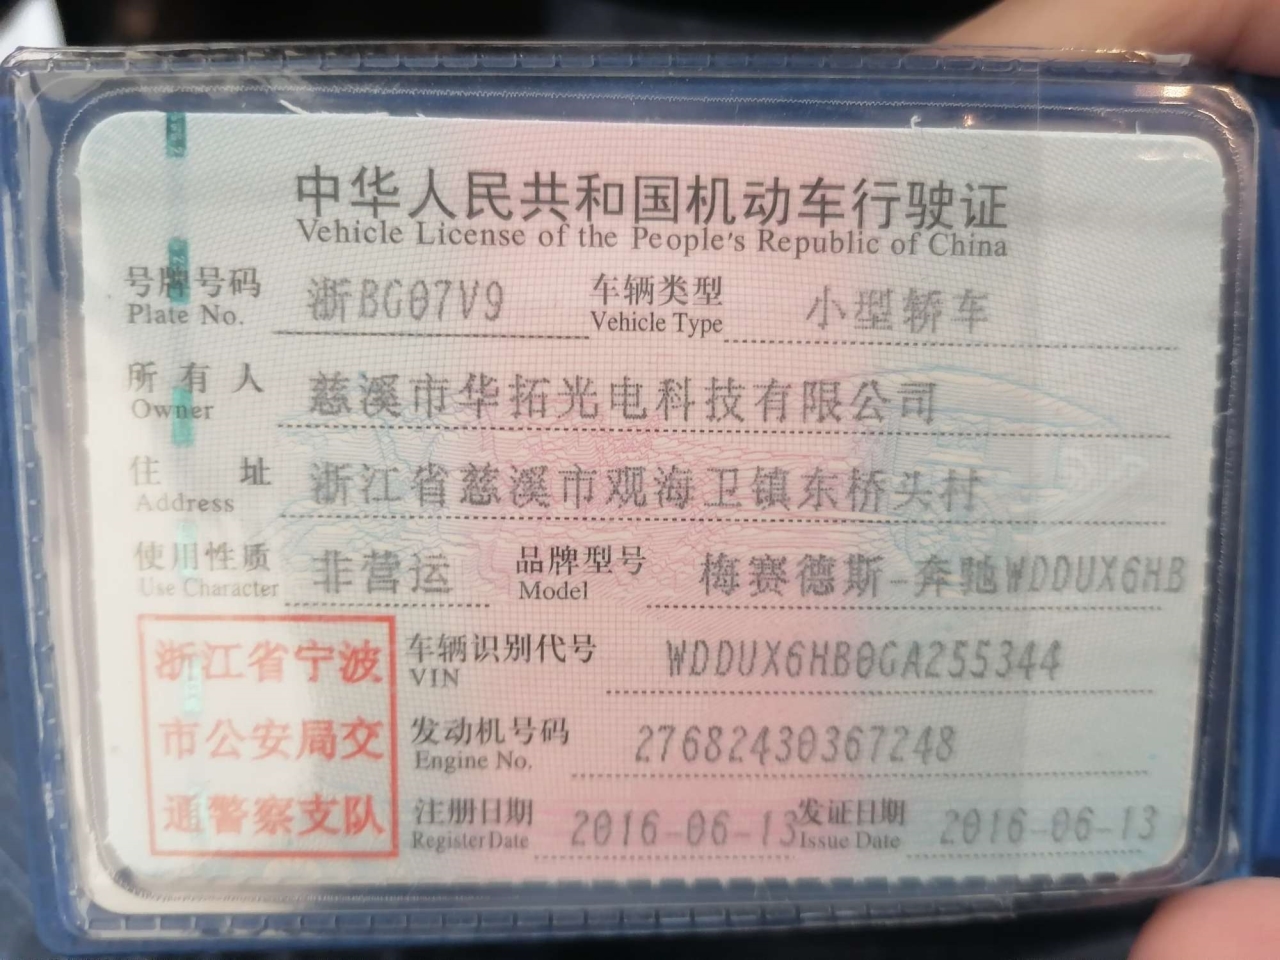 中华人民共和国机动车行驶证
Vehicle License of the People's Republic of China
号牌号码 浙BG07V9 车辆类型 小型轿车
Plate No. Vehicle Type
所有人 慈溪市华拓光电科技有限公司
Owner
住址 浙江省慈溪市观海卫镇东桥头村
Address
使用性质 非营运 品牌型号 梅赛德斯-奔驰WDDUX6HB
Use Character Model
浙江省宁波
市公安局交
通警察支队
车辆识别代号 WDDUX6HB0GA255344
VIN
发动机号码 27682430367248
Engine No.
注册日期 2016-06-13 发证日期 2016-06-13
Register Date Issue Date